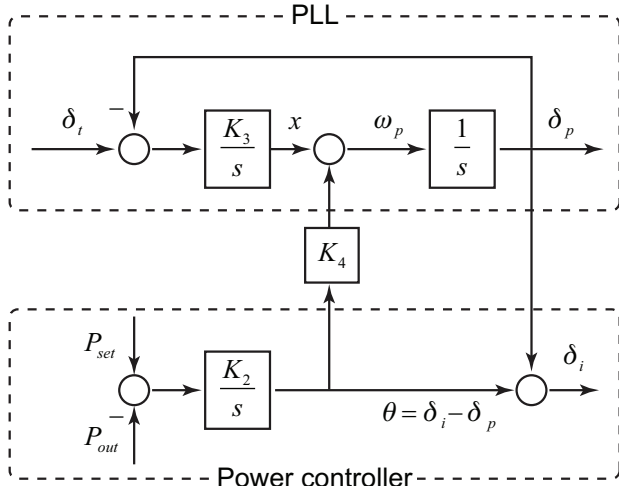 PLL
−
δ_t
K_3
s
x
ω_p
1
s
δ_p
K_4
P_set
K_2
s
δ_i
−
θ = δ_i − δ_p
P_out
Power controller